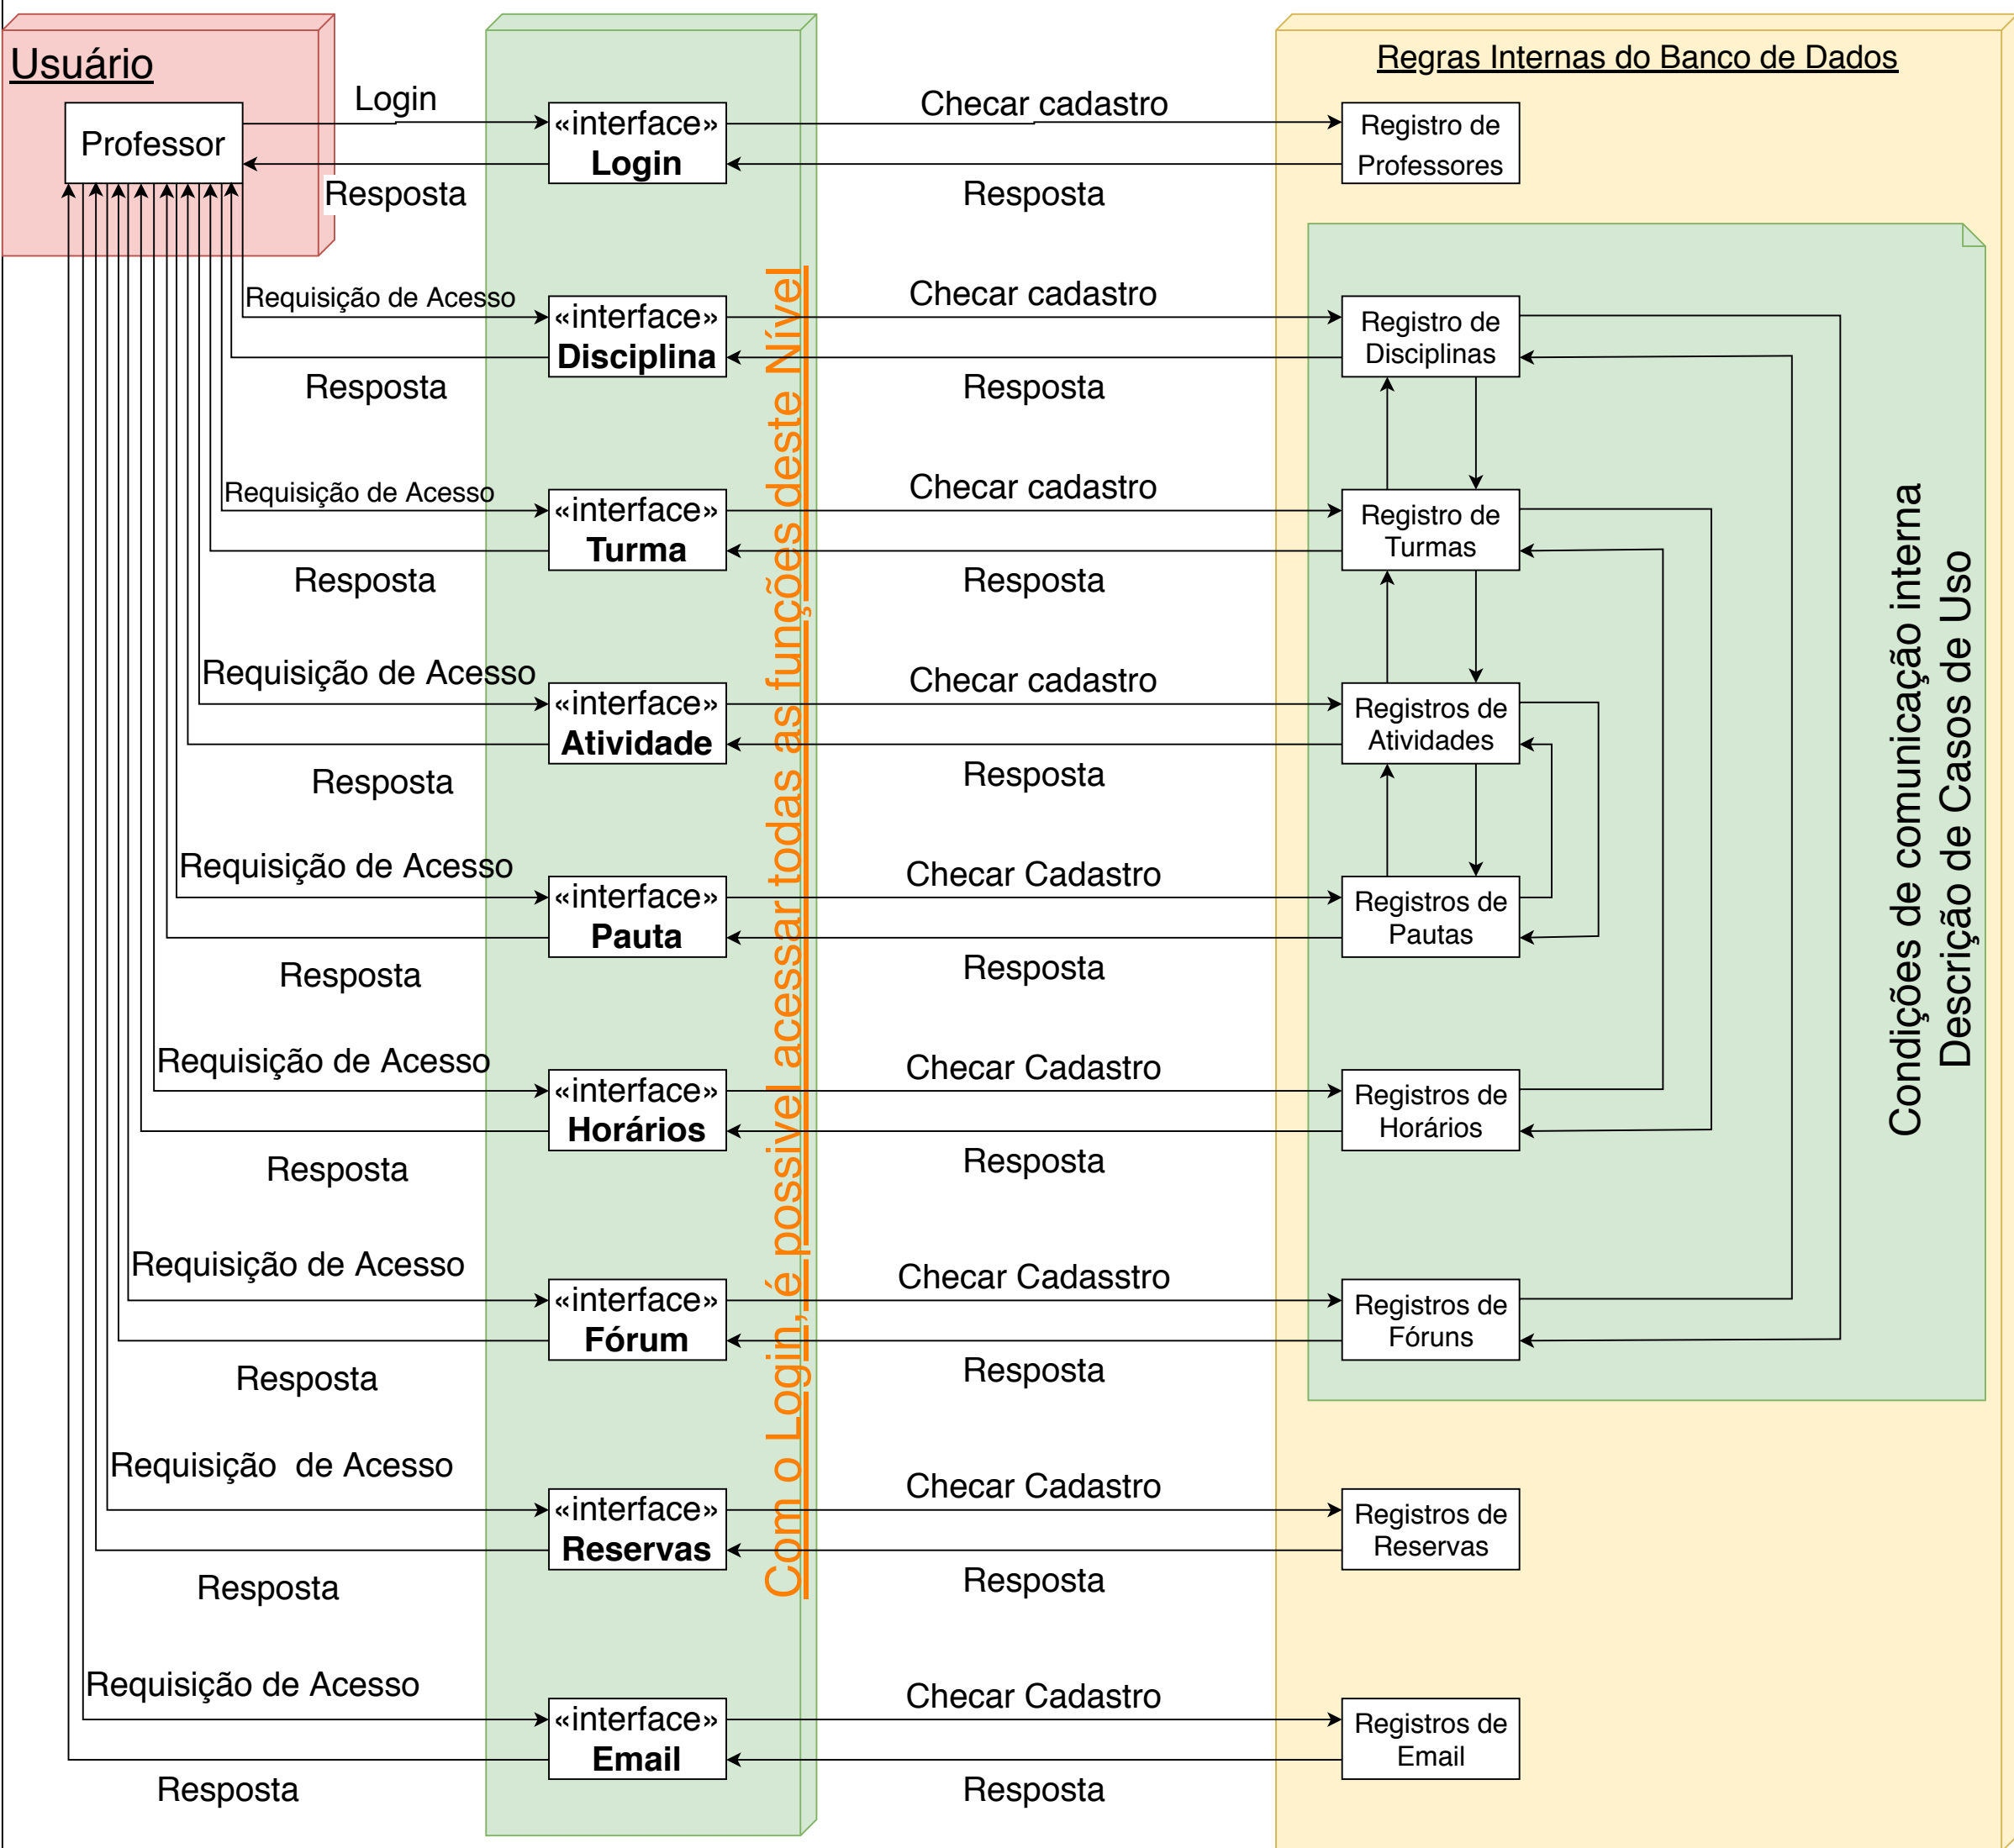 Usuário
Regras Internas do Banco de Dados
Professor
Login
«interface»
Login
Checar cadastro
Registro de
Professores
Resposta
Resposta
Requisição de Acesso
«interface»
Disciplina
Checar cadastro
Registro de
Disciplinas
Resposta
Resposta
Requisição de Acesso
«interface»
Turma
Checar cadastro
Registro de
Turmas
Resposta
Resposta
Requisição de Acesso
«interface»
Atividade
Checar cadastro
Registros de
Atividades
Resposta
Resposta
Requisição de Acesso
«interface»
Pauta
Checar Cadastro
Registros de
Pautas
Resposta
Resposta
Requisição de Acesso
«interface»
Horários
Checar Cadastro
Registros de
Horários
Resposta
Resposta
Requisição de Acesso
«interface»
Fórum
Checar Cadasstro
Registros de
Fóruns
Resposta
Resposta
Requisição  de Acesso
«interface»
Reservas
Checar Cadastro
Registros de
Reservas
Resposta
Resposta
Requisição de Acesso
«interface»
Email
Checar Cadastro
Registros de
Email
Resposta
Resposta
Com o Login, é possivel acessar todas as funções deste Nível
Condições de comunicação interna
Descrição de Casos de Uso